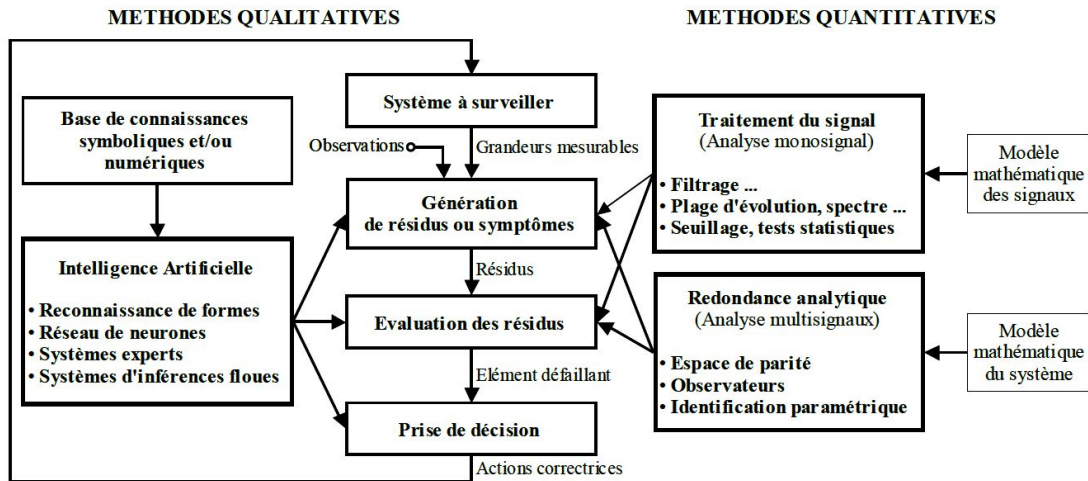 METHODES QUALITATIVES
METHODES QUANTITATIVES
Système à surveiller
Base de connaissances
symboliques et/ou
numériques
Observations
Grandeurs mesurables
Génération
de résidus ou symptômes
Intelligence Artificielle
• Reconnaissance de formes
• Réseau de neurones
• Systèmes experts
• Systèmes d'inférences floues
Résidus
Evaluation des résidus
Elément défaillant
Prise de décision
Actions correctrices
Traitement du signal
(Analyse monosignal)
• Filtrage ...
• Plage d'évolution, spectre ...
• Seuillage, tests statistiques
Modèle
mathématique
des signaux
Redondance analytique
(Analyse multisignaux)
• Espace de parité
• Observateurs
• Identification paramétrique
Modèle
mathématique
du système